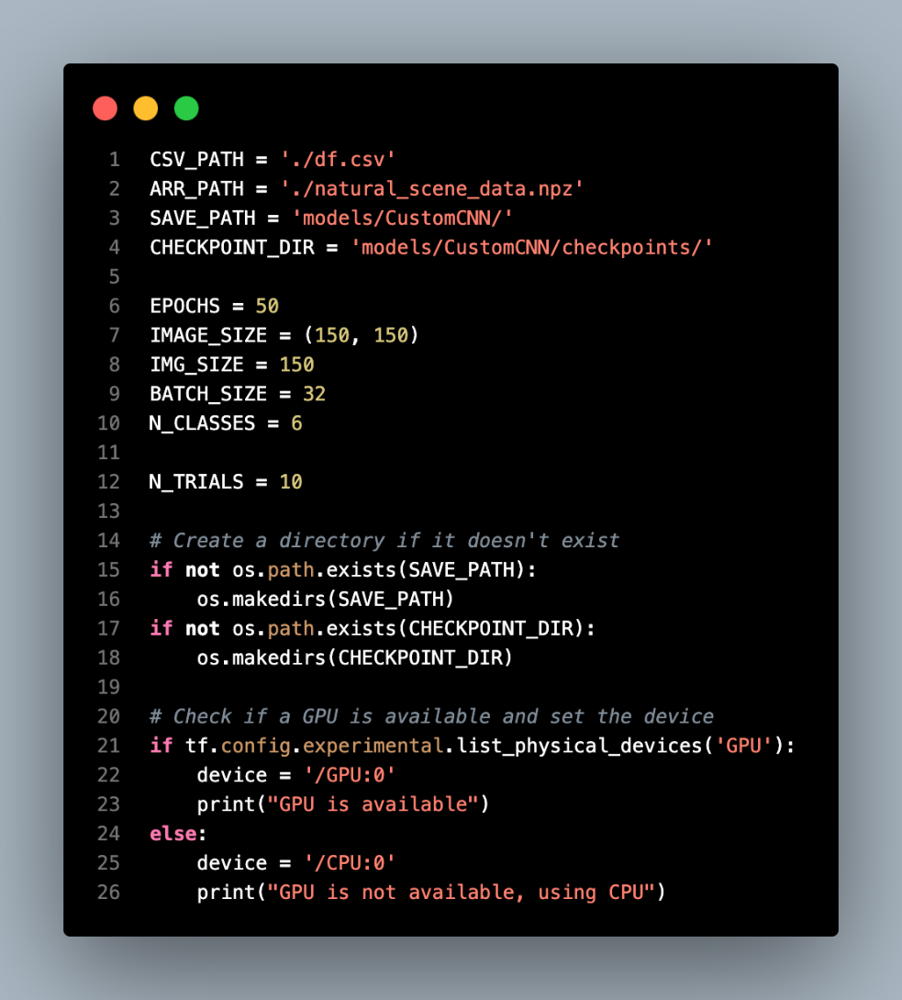 1 CSV_PATH = './df.csv'
2 ARR_PATH = './natural_scene_data.npz'
3 SAVE_PATH = 'models/CustomCNN/'
4 CHECKPOINT_DIR = 'models/CustomCNN/checkpoints/'
5
6 EPOCHS = 50
7 IMAGE_SIZE = (150, 150)
8 IMG_SIZE = 150
9 BATCH_SIZE = 32
10 N_CLASSES = 6
11
12 N_TRIALS = 10
13
14 # Create a directory if it doesn't exist
15 if not os.path.exists(SAVE_PATH):
16     os.makedirs(SAVE_PATH)
17 if not os.path.exists(CHECKPOINT_DIR):
18     os.makedirs(CHECKPOINT_DIR)
19
20 # Check if a GPU is available and set the device
21 if tf.config.experimental.list_physical_devices('GPU'):
22     device = '/GPU:0'
23     print("GPU is available")
24 else:
25     device = '/CPU:0'
26     print("GPU is not available, using CPU")